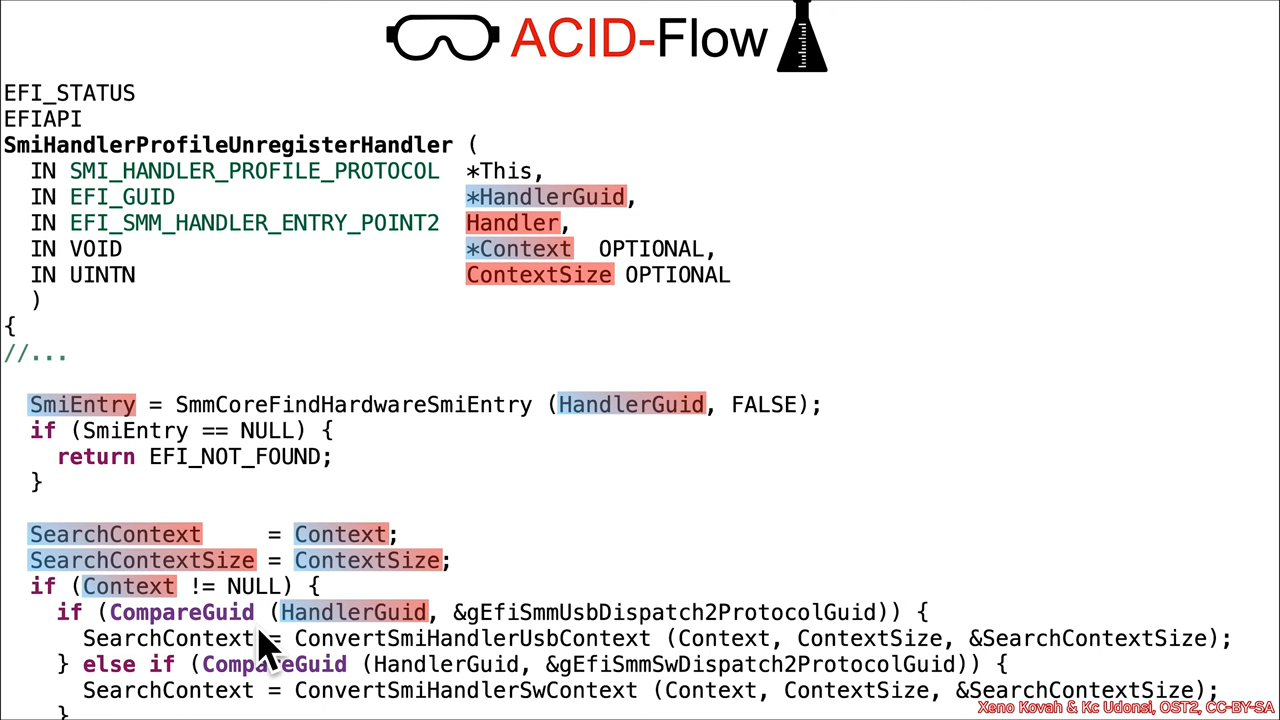 ACID-Flow
EFI_STATUS
EFIAPI
SmiHandlerProfileUnregisterHandler (
  IN SMI_HANDLER_PROFILE_PROTOCOL  *This,
  IN EFI_GUID                      *HandlerGuid,
  IN EFI_SMM_HANDLER_ENTRY_POINT2  Handler,
  IN VOID                          *Context  OPTIONAL,
  IN UINTN                         ContextSize OPTIONAL
  )
{
//...
  SmiEntry = SmmCoreFindHardwareSmiEntry (HandlerGuid, FALSE);
  if (SmiEntry == NULL) {
    return EFI_NOT_FOUND;
  }
  SearchContext     = Context;
  SearchContextSize = ContextSize;
  if (Context != NULL) {
    if (CompareGuid (HandlerGuid, &gEfiSmmUsbDispatch2ProtocolGuid)) {
      SearchContext = ConvertSmiHandlerUsbContext (Context, ContextSize, &SearchContextSize);
    } else if (CompareGuid (HandlerGuid, &gEfiSmmSwDispatch2ProtocolGuid)) {
      SearchContext = ConvertSmiHandlerSwContext (Context, ContextSize, &SearchContextSize);
    }
Xeno Kovah & Kc Udonsi, OST2, CC-BY-SA